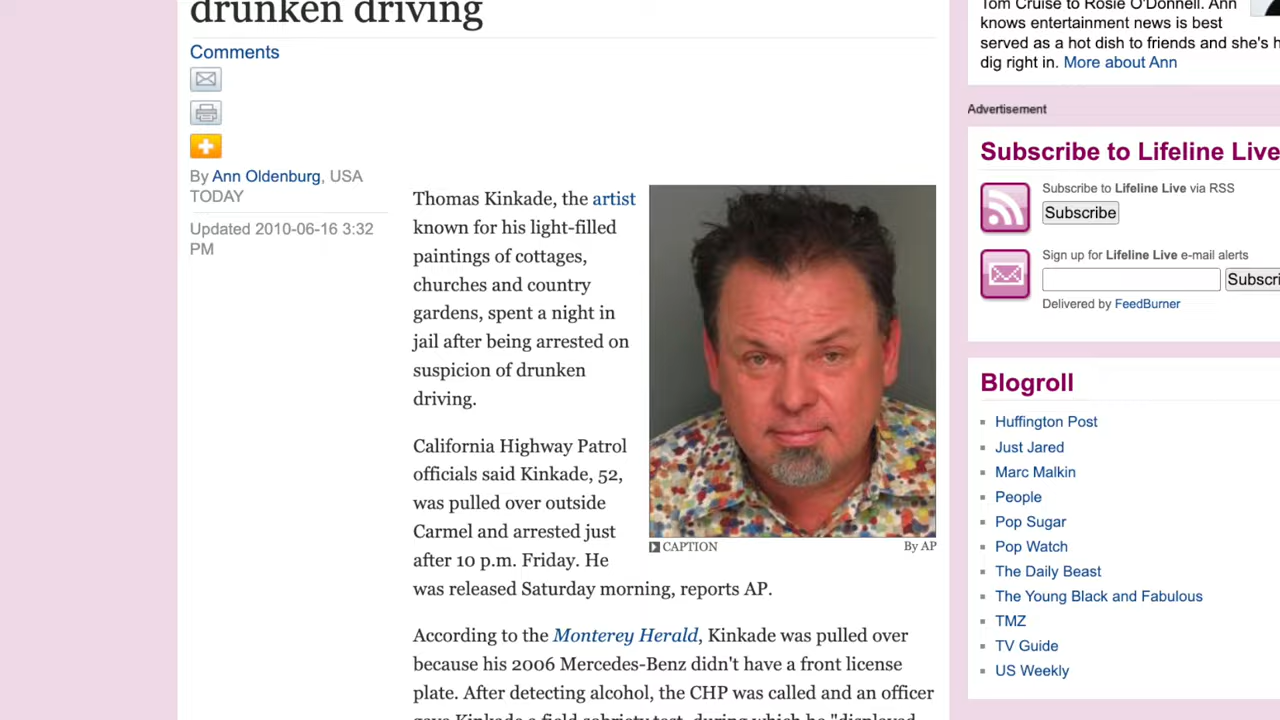 drunken driving
Comments
By Ann Oldenburg, USA
TODAY
Updated 2010-06-16 3:32
PM
Thomas Kinkade, the artist
known for his light-filled
paintings of cottages,
churches and country
gardens, spent a night in
jail after being arrested on
suspicion of drunken
driving.
California Highway Patrol
officials said Kinkade, 52,
was pulled over outside
Carmel and arrested just
after 10 p.m. Friday. He
was released Saturday morning, reports AP.
CAPTION
By AP
According to the Monterey Herald, Kinkade was pulled over
because his 2006 Mercedes-Benz didn't have a front license
plate. After detecting alcohol, the CHP was called and an officer
gave Kinkade a field sobriety test, during which he "displayed
Tom Cruise to Rosie O'Donnell. Ann
knows entertainment news is best
served as a hot dish to friends and she's
dig right in. More about Ann
Advertisement
Subscribe to Lifeline Live
Subscribe to Lifeline Live via RSS
Subscribe
Sign up for Lifeline Live e-mail alerts
Subscri
Delivered by FeedBurner
Blogroll
Huffington Post
Just Jared
Marc Malkin
People
Pop Sugar
Pop Watch
The Daily Beast
The Young Black and Fabulous
TMZ
TV Guide
US Weekly